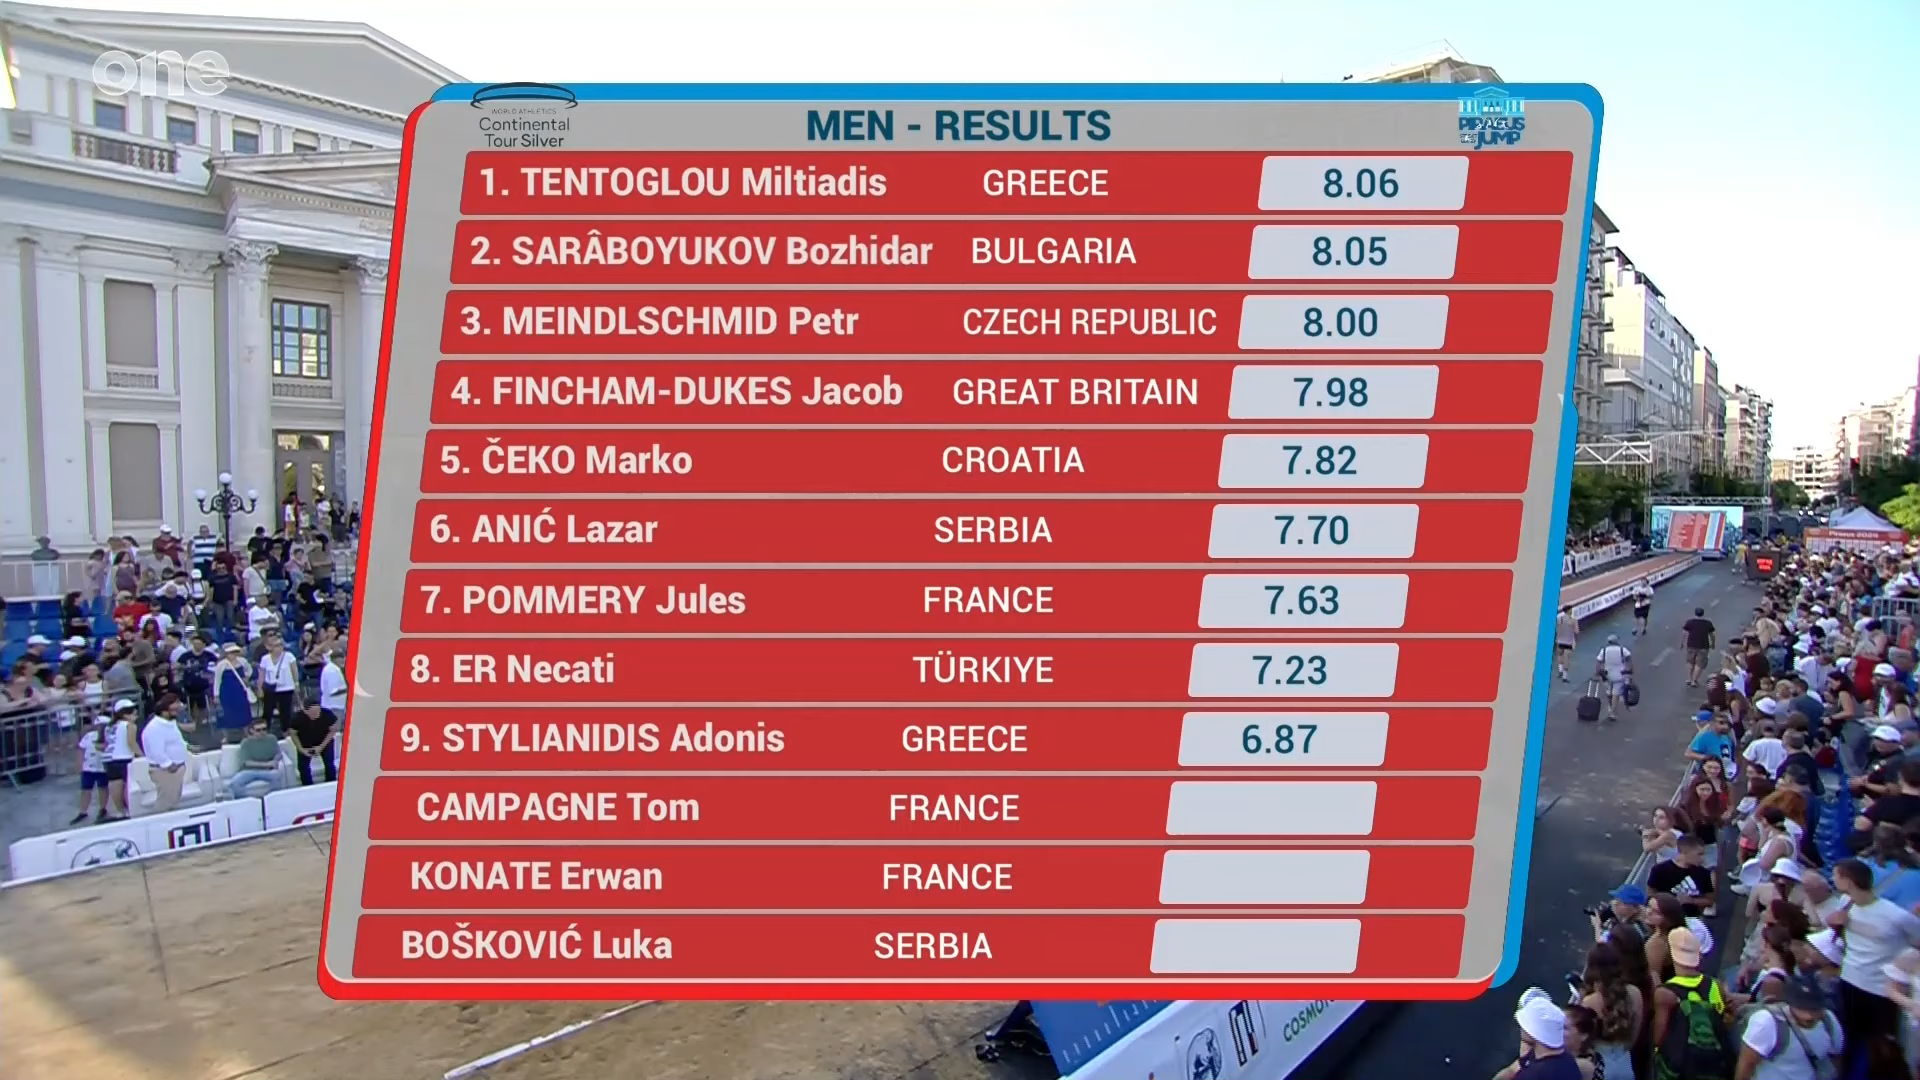 one
WORLD ATHLETICS
Continental
Tour Silver
MEN - RESULTS
PIRAEUS
JUMP
1. TENTOGLOU Miltiadis GREECE 8.06
2. SARÂBOYUKOV Bozhidar BULGARIA 8.05
3. MEINDLSCHMID Petr CZECH REPUBLIC 8.00
4. FINCHAM-DUKES Jacob GREAT BRITAIN 7.98
5. ČEKO Marko CROATIA 7.82
6. ANIĆ Lazar SERBIA 7.70
7. POMMERY Jules FRANCE 7.63
8. ER Necati TÜRKIYE 7.23
9. STYLIANIDIS Adonis GREECE 6.87
CAMPAGNE Tom FRANCE
KONATE Erwan FRANCE
BOŠKOVIĆ Luka SERBIA